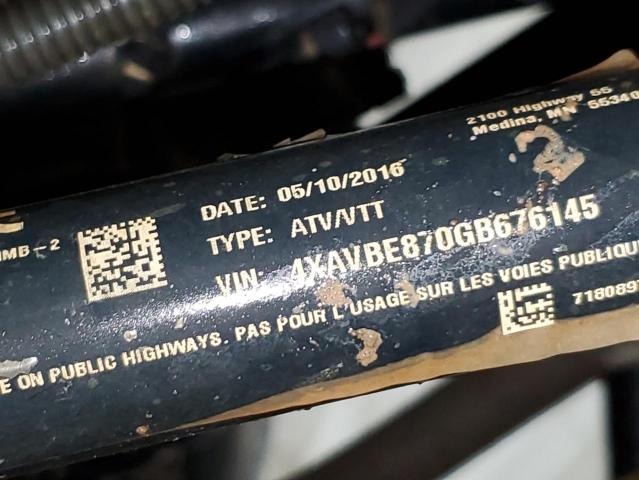 2100 Highway 55
Medina, MN 55340
MB-2
DATE: 05/10/2016
TYPE: ATV/VTT
VIN 4XAVBE870GB676145
ON PUBLIC HIGHWAYS. PAS POUR L'USAGE SUR LES VOIES PUBLIQUE
718089